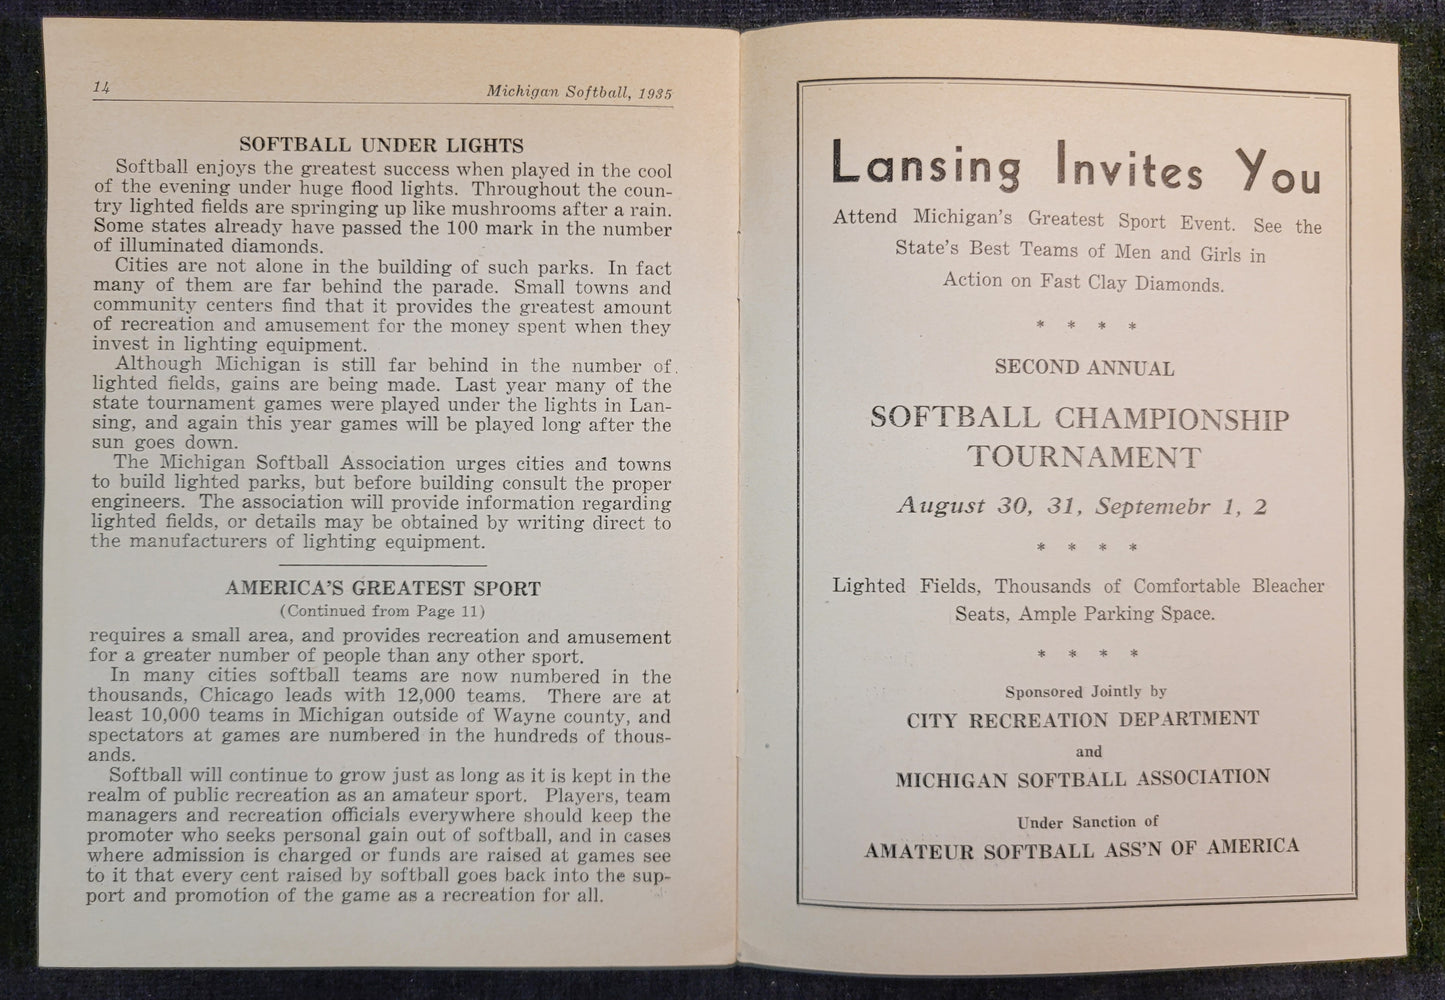 14
Michigan Softball, 1935
SOFTBALL UNDER LIGHTS
Softball enjoys the greatest success when played in the cool
of the evening under huge flood lights. Throughout the coun-
try lighted fields are springing up like mushrooms after a rain.
Some states already have passed the 100 mark in the number
of illuminated diamonds.
Cities are not alone in the building of such parks. In fact
many of them are far behind the parade. Small towns and
community centers find that it provides the greatest amount
of recreation and amusement for the money spent when they
invest in lighting equipment.
Although Michigan is still far behind in the number of
lighted fields, gains are being made. Last year many of the
state tournament games were played under the lights in Lan-
sing, and again this year games will be played long after the
sun goes down.
The Michigan Softball Association urges cities and towns
to build lighted parks, but before building consult the proper
engineers. The association will provide information regarding
lighted fields, or details may be obtained by writing direct to
the manufacturers of lighting equipment.
AMERICA'S GREATEST SPORT
(Continued from Page 11)
requires a small area, and provides recreation and amusement
for a greater number of people than any other sport.
In many cities softball teams are now numbered in the
thousands, Chicago leads with 12,000 teams. There are at
least 10,000 teams in Michigan outside of Wayne county, and
spectators at games are numbered in the hundreds of thous-
ands.
Softball will continue to grow just as long as it is kept in the
realm of public recreation as an amateur sport. Players, team
managers and recreation officials everywhere should keep the
promoter who seeks personal gain out of softball, and in cases
where admission is charged or funds are raised at games see
to it that every cent raised by softball goes back into the sup-
port and promotion of the game as a recreation for all.
Lansing Invites You
Attend Michigan's Greatest Sport Event. See the
State's Best Teams of Men and Girls in
Action on Fast Clay Diamonds.
* * * *
SECOND ANNUAL
SOFTBALL CHAMPIONSHIP
TOURNAMENT
August 30, 31, Septemebr 1, 2
* * * *
Lighted Fields, Thousands of Comfortable Bleacher
Seats, Ample Parking Space.
* * * *
Sponsored Jointly by
CITY RECREATION DEPARTMENT
and
MICHIGAN SOFTBALL ASSOCIATION
Under Sanction of
AMATEUR SOFTBALL ASS'N OF AMERICA